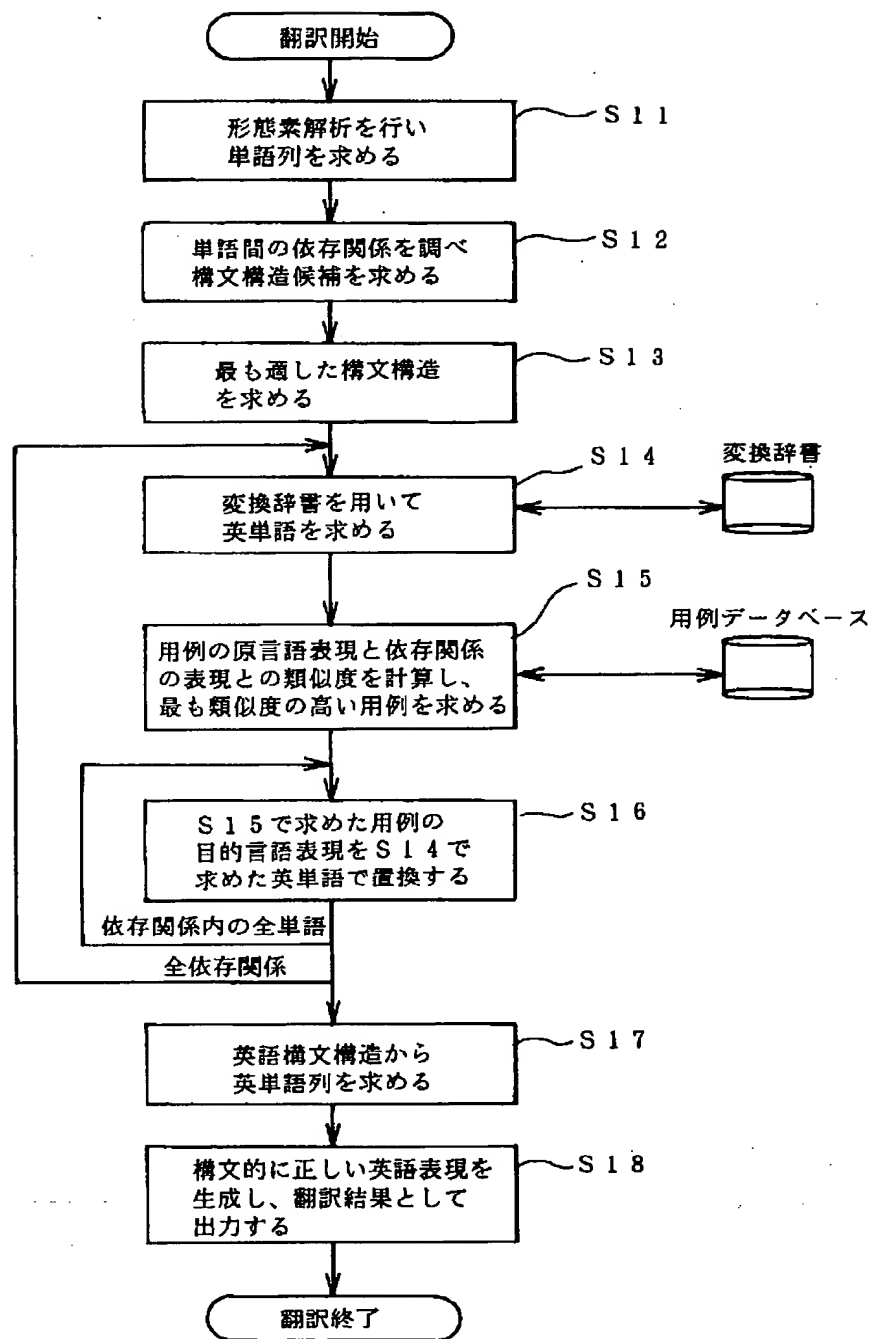 翻訳開始
形態素解析を行い
単語列を求める
S11
単語間の依存関係を調べ
構文構造候補を求める
S12
最も適した構文構造
を求める
S13
変換辞書を用いて
英単語を求める
S14
変換辞書
用例の原言語表現と依存関係
の表現との類似度を計算し、
最も類似度の高い用例を求める
S15
用例データベース
S15で求めた用例の
目的言語表現をS14で
求めた英単語で置換する
S16
依存関係内の全単語
全依存関係
英語構文構造から
英単語列を求める
S17
構文的に正しい英語表現を
生成し、翻訳結果として
出力する
S18
翻訳終了